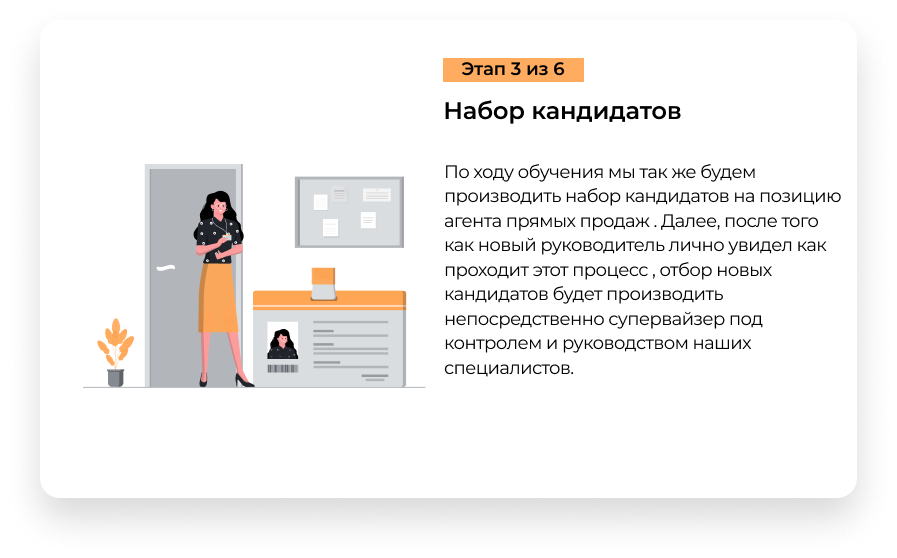 Этап 3 из 6
Набор кандидатов
По ходу обучения мы так же будем
производить набор кандидатов на позицию
агента прямых продаж . Далее, после того
как новый руководитель лично увидел как
проходит этот процесс , отбор новых
кандидатов будет производить
непосредственно супервайзер под
контролем и руководством наших
специалистов.